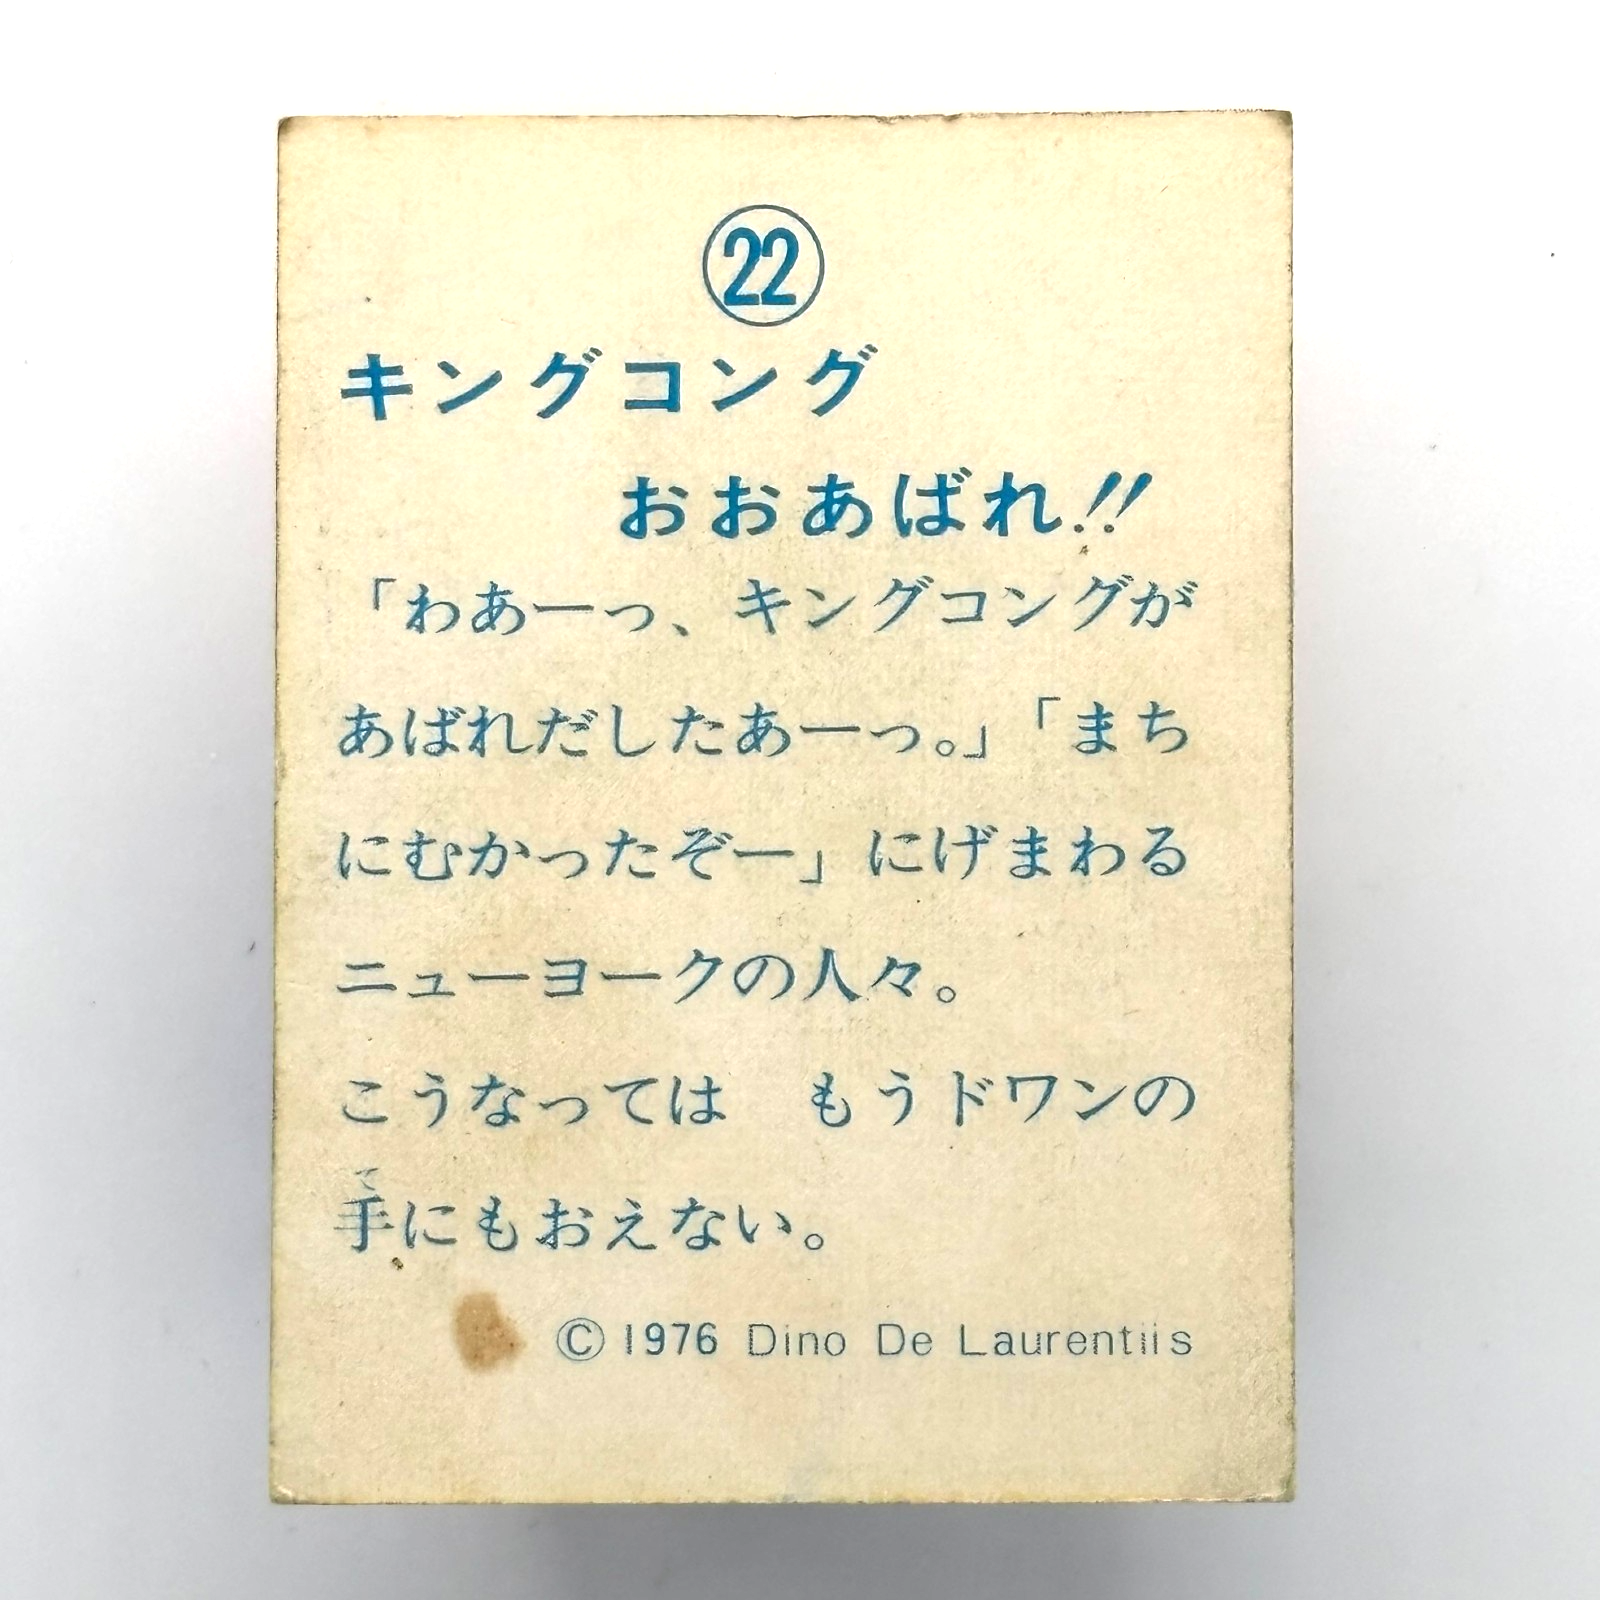 22
キングコング
おおあばれ!!
「わあーっ、キングコングが
あばれだしたあーっ。」「まち
にむかったぞー」にげまわる
ニューヨークの人々。
こうなっては　もうドワンの
て
手にもおえない。
© 1976 Dino De Laurentiis